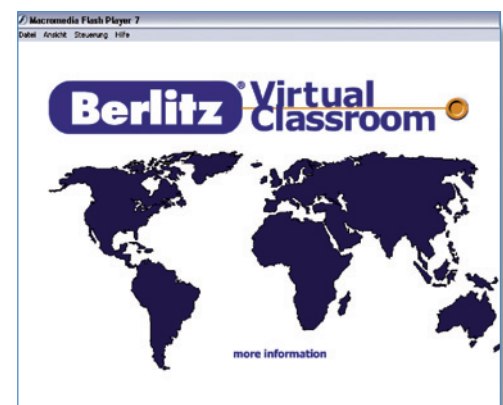 Macromedia Flash Player 7
Datei Ansicht Steuerung Hilfe
Berlitz® Virtual
Classroom
more information